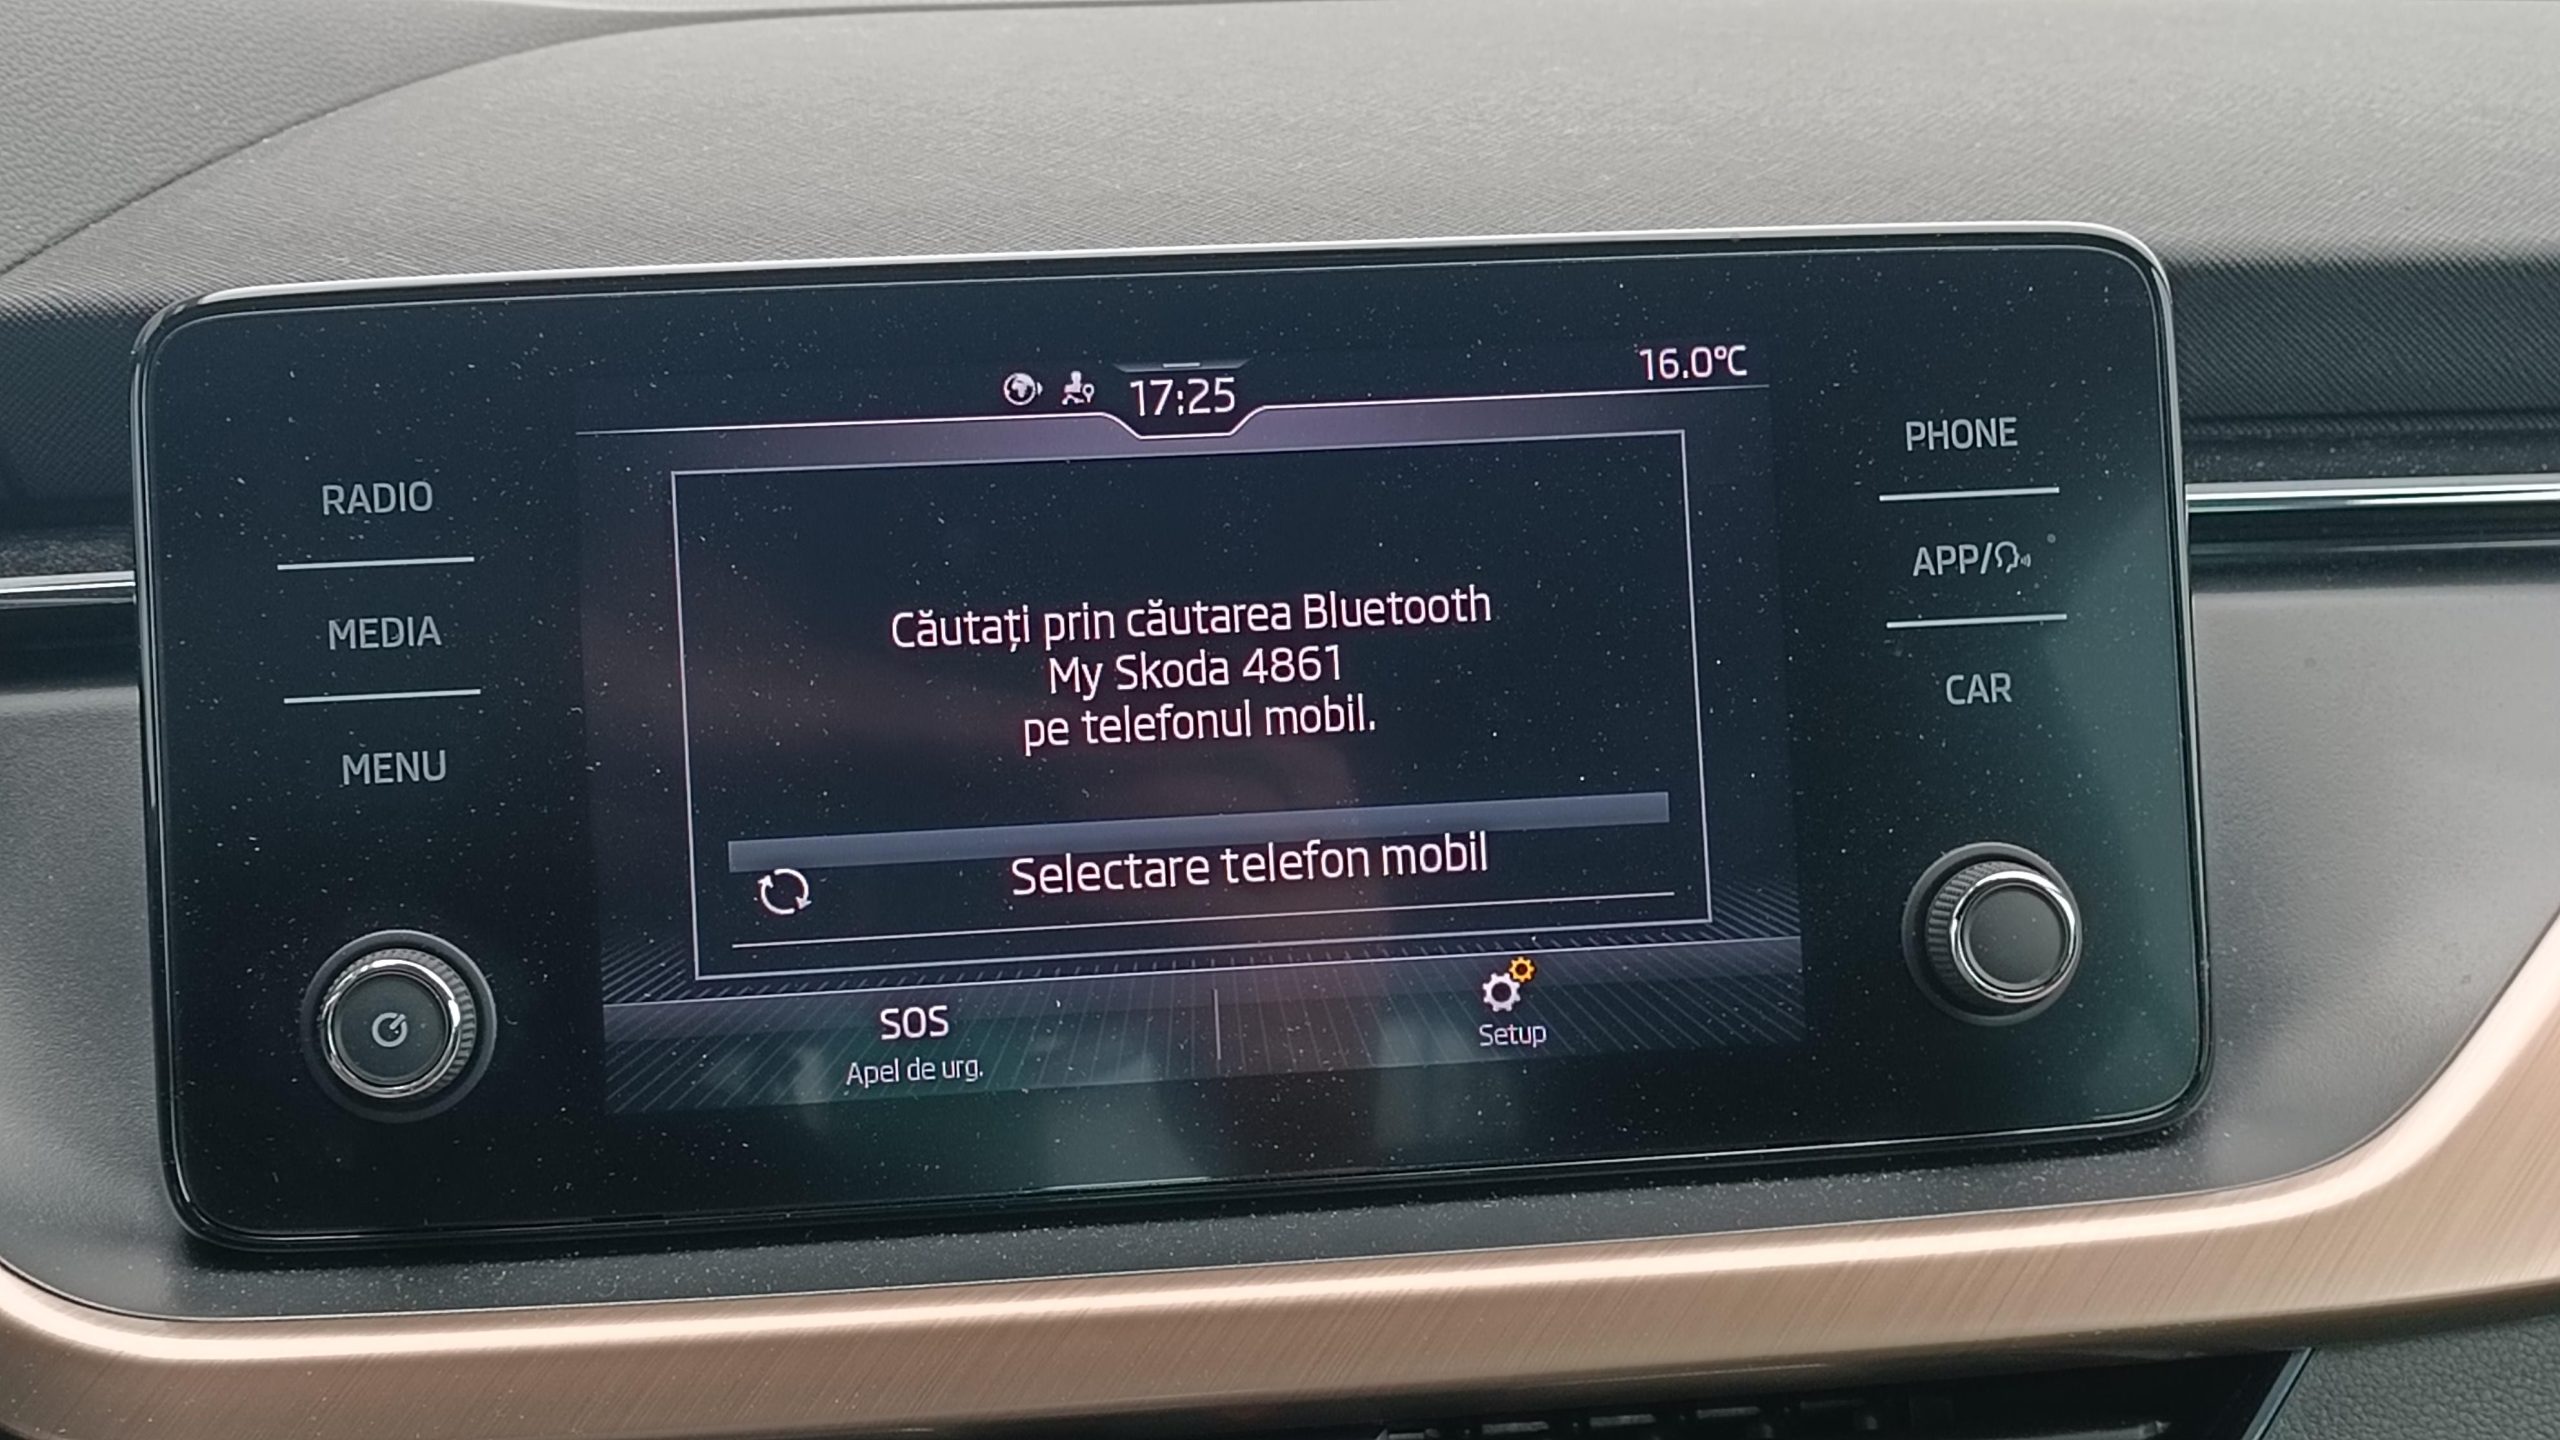 17:25
16.0°C
RADIO
MEDIA
MENU
PHONE
APP/
CAR
Căutați prin căutarea Bluetooth
My Skoda 4861
pe telefonul mobil.
Selectare telefon mobil
SOS
Apel de urg.
Setup